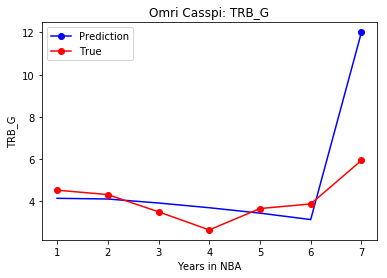 Omri Casspi: TRB_G
Prediction
True
12
10
8
6
4
TRB_G
1 2 3 4 5 6 7
Years in NBA